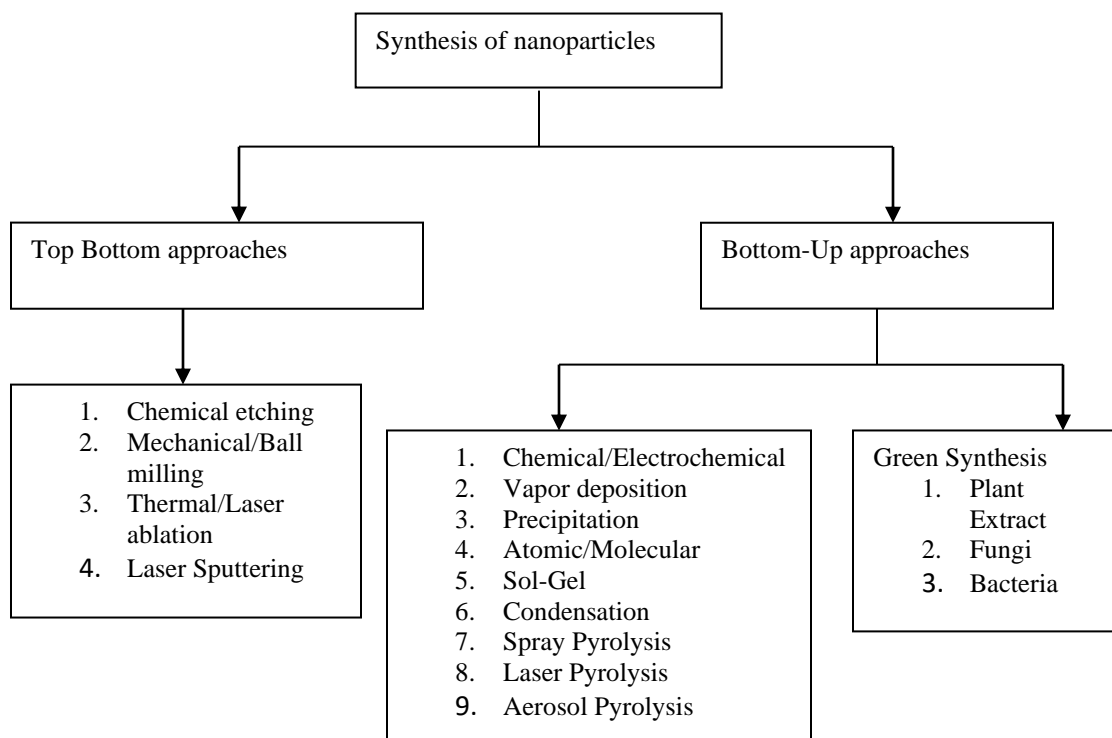 Synthesis of nanoparticles
Top Bottom approaches
Bottom-Up approaches
1. Chemical etching
2. Mechanical/Ball
milling
3. Thermal/Laser
ablation
4. Laser Sputtering
1. Chemical/Electrochemical
2. Vapor deposition
3. Precipitation
4. Atomic/Molecular
5. Sol-Gel
6. Condensation
7. Spray Pyrolysis
8. Laser Pyrolysis
9. Aerosol Pyrolysis
Green Synthesis
1. Plant
Extract
2. Fungi
3. Bacteria